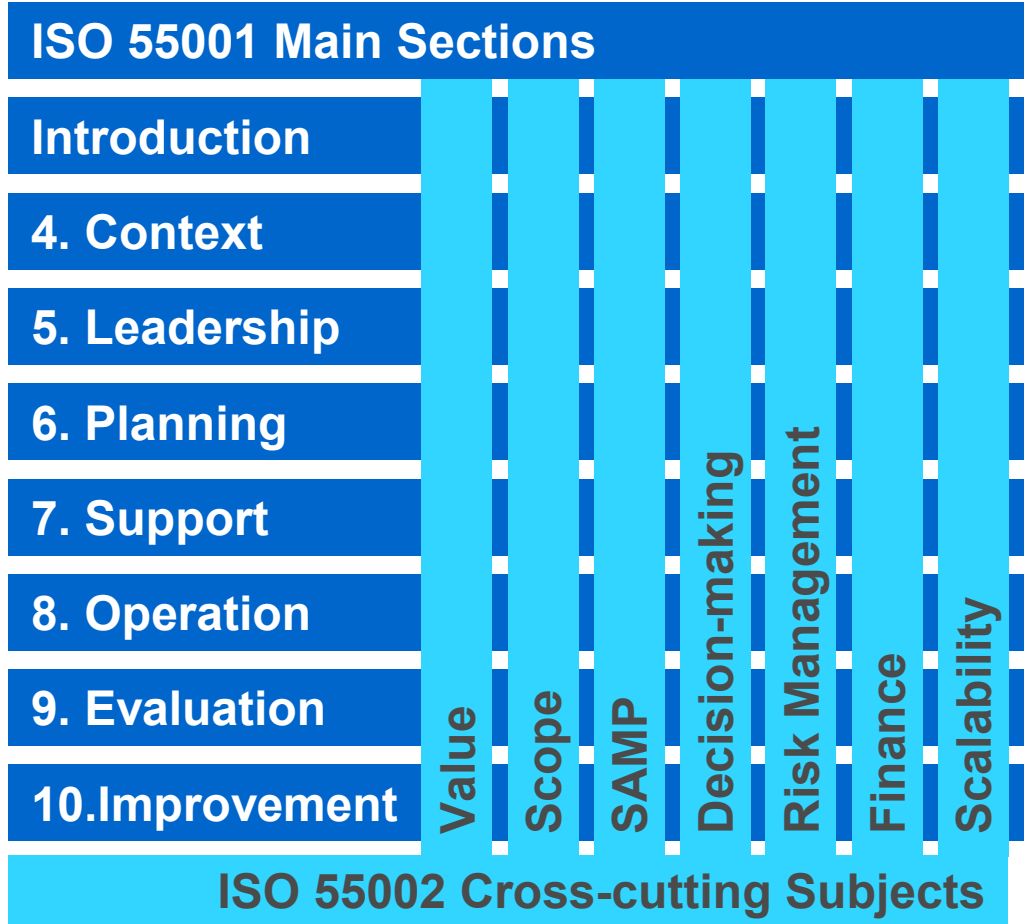 ISO 55001 Main Sections
Introduction
4. Context
5. Leadership
6. Planning
7. Support
8. Operation
9. Evaluation
10.Improvement
Value
Scope
SAMP
Decision-making
Risk Management
Finance
Scalability
ISO 55002 Cross-cutting Subjects